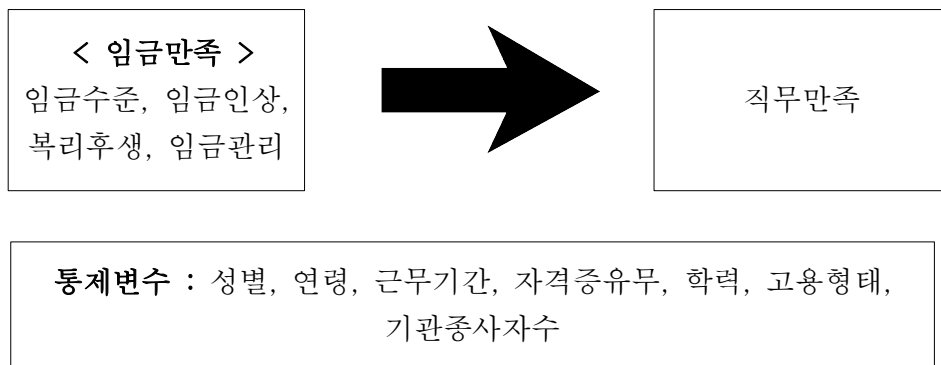 < 임금만족 >
임금수준, 임금인상,
복리후생, 임금관리
직무만족
통제변수 : 성별, 연령, 근무기간, 자격증유무, 학력, 고용형태,
기관종사자수